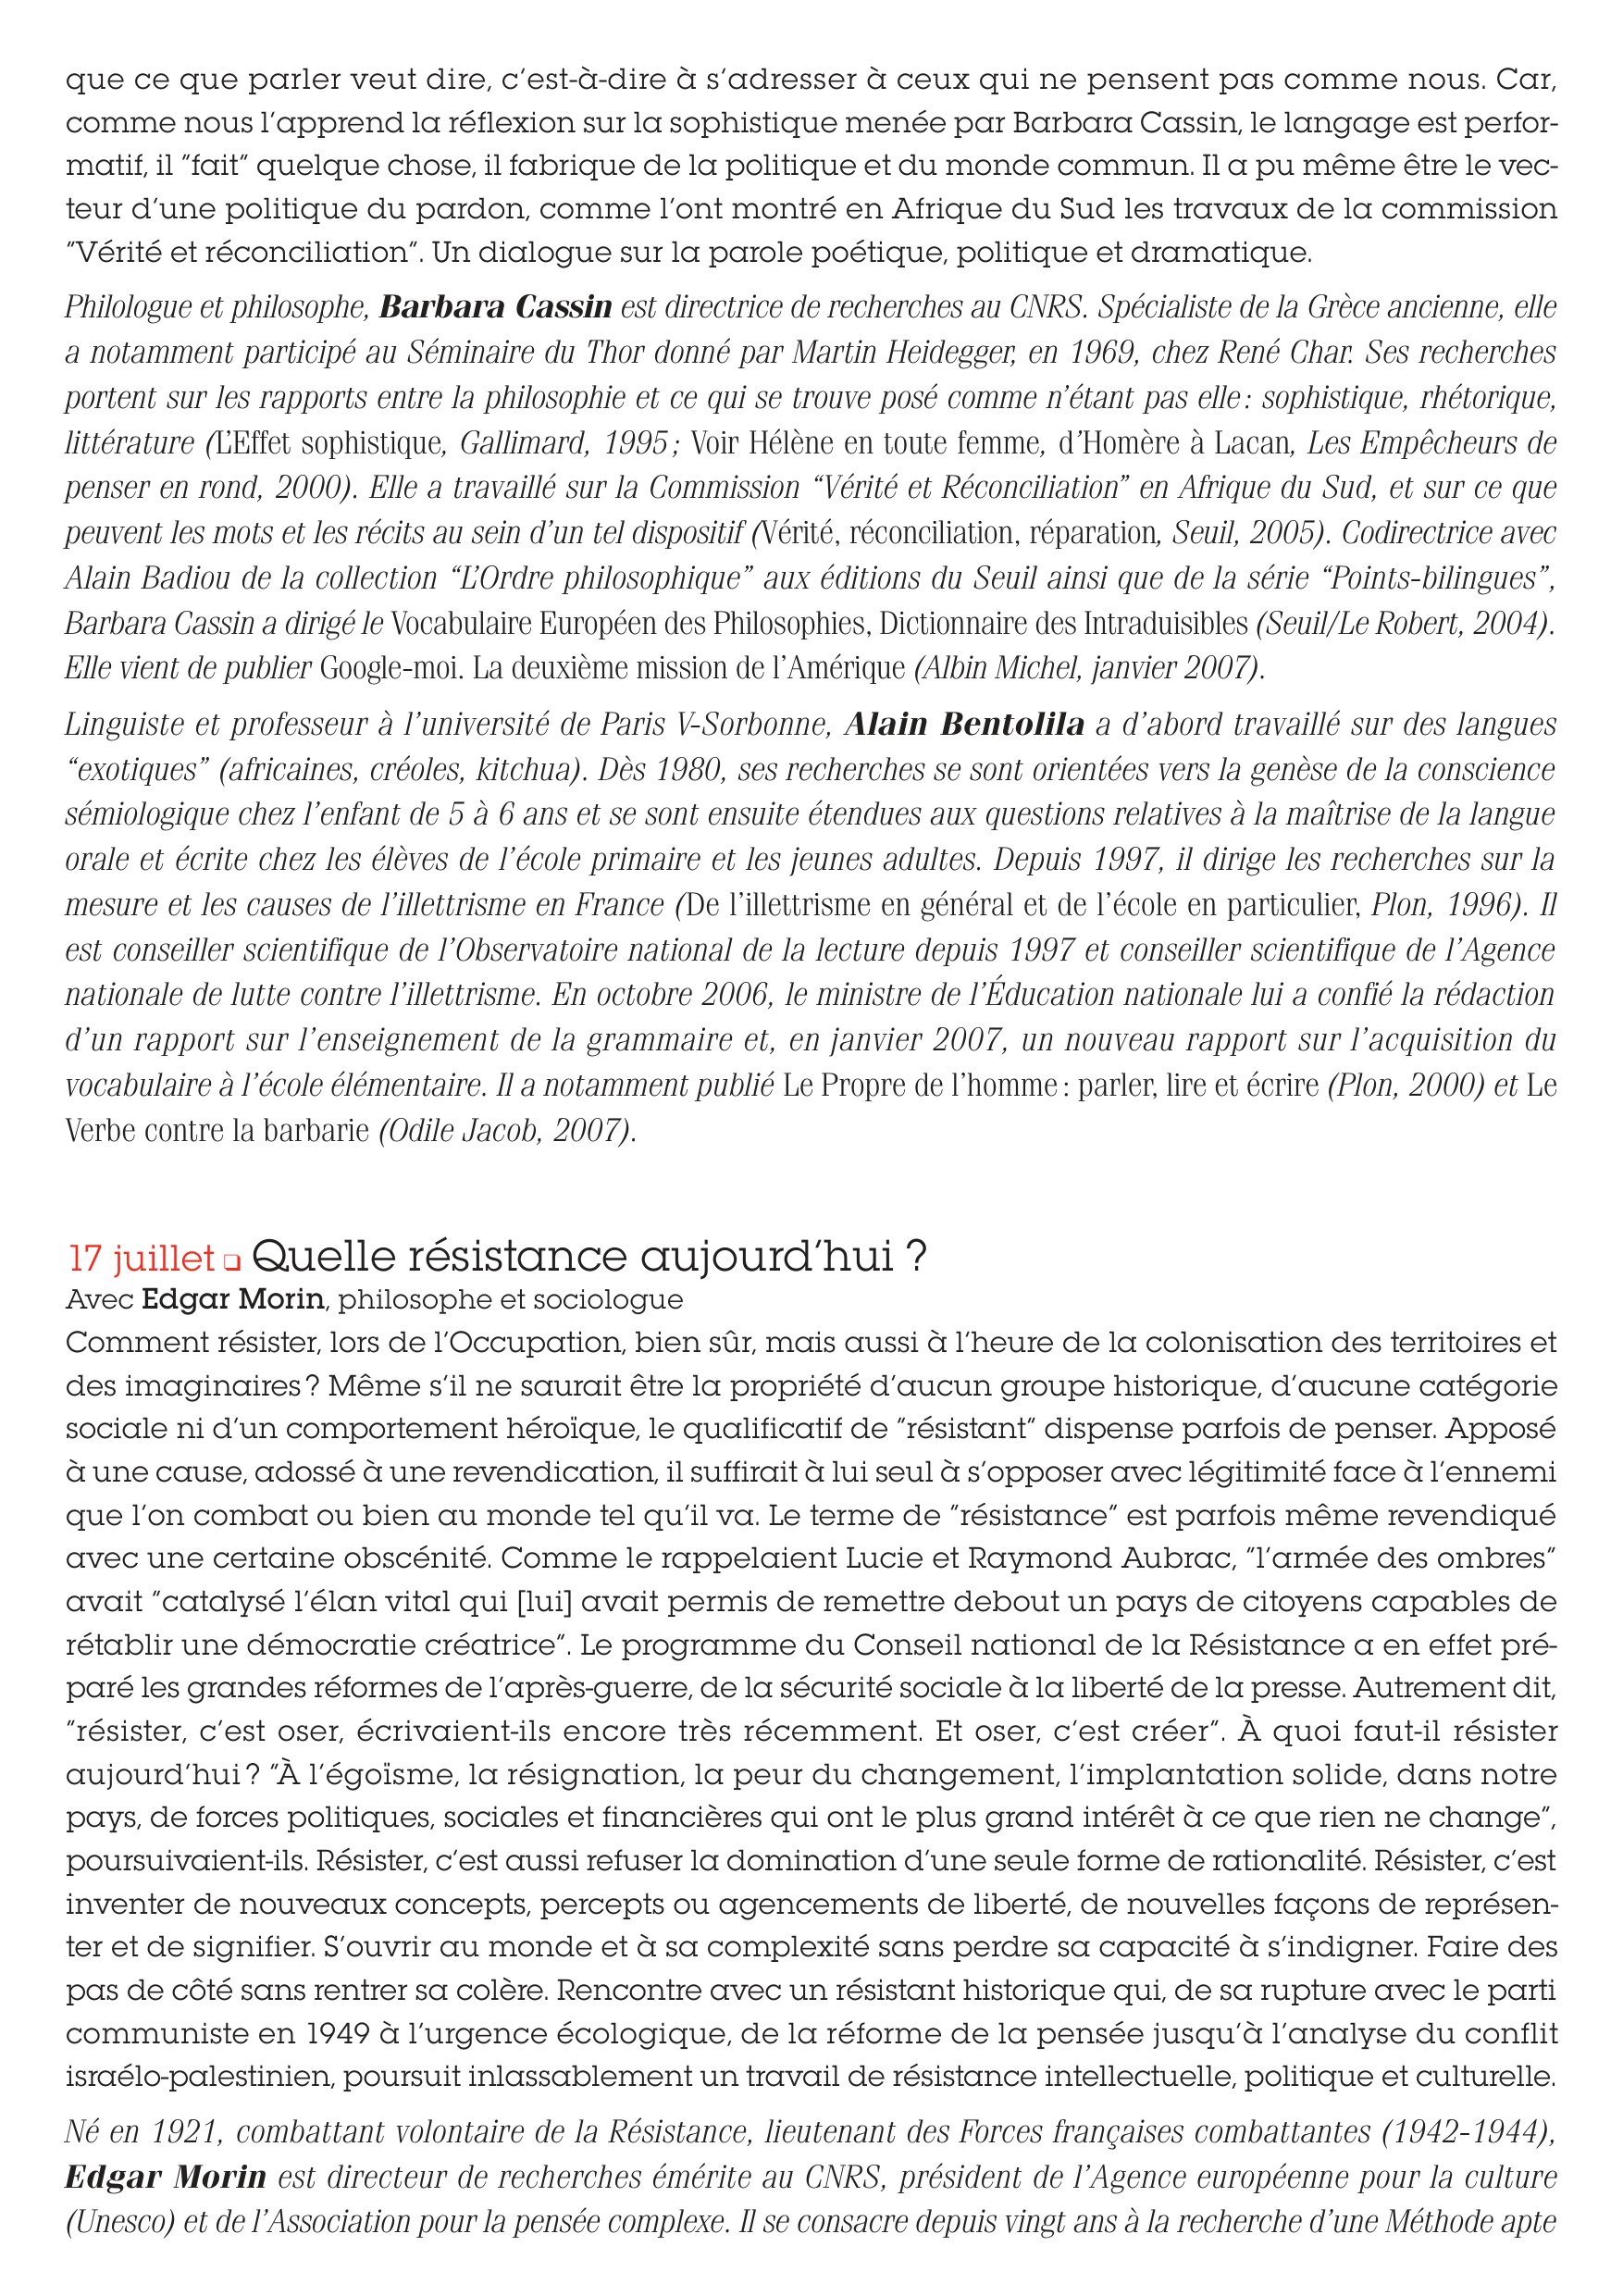 que ce que parler veut dire, c'est-à-dire à s'adresser à ceux qui ne pensent pas comme nous. Car,
comme nous l'apprend la réflexion sur la sophistique menée par Barbara Cassin, le langage est perfor-
matif, il "fait" quelque chose, il fabrique de la politique et du monde commun. Il a pu même être le vec-
teur d'une politique du pardon, comme l'ont montré en Afrique du Sud les travaux de la commission
"Vérité et réconciliation". Un dialogue sur la parole poétique, politique et dramatique.
Philologue et philosophe, Barbara Cassin est directrice de recherches au CNRS. Spécialiste de la Grèce ancienne, elle
a notamment participé au Séminaire du Thor donné par Martin Heidegger, en 1969, chez René Char. Ses recherches
portent sur les rapports entre la philosophie et ce qui se trouve posé comme n'étant pas elle : sophistique, rhétorique,
littérature (L'Effet sophistique, Gallimard, 1995 ; Voir Hélène en toute femme, d'Homère à Lacan, Les Empêcheurs de
penser en rond, 2000). Elle a travaillé sur la Commission “Vérité et Réconciliation” en Afrique du Sud, et sur ce que
peuvent les mots et les récits au sein d'un tel dispositif (Vérité, réconciliation, réparation, Seuil, 2005). Codirectrice avec
Alain Badiou de la collection “L'Ordre philosophique” aux éditions du Seuil ainsi que de la série “Points-bilingues”,
Barbara Cassin a dirigé le Vocabulaire Européen des Philosophies, Dictionnaire des Intraduisibles (Seuil/Le Robert, 2004).
Elle vient de publier Google-moi. La deuxième mission de l'Amérique (Albin Michel, janvier 2007).
Linguiste et professeur à l'université de Paris V-Sorbonne, Alain Bentolila a d'abord travaillé sur des langues
“exotiques” (africaines, créoles, kitchua). Dès 1980, ses recherches se sont orientées vers la genèse de la conscience
sémiologique chez l'enfant de 5 à 6 ans et se sont ensuite étendues aux questions relatives à la maîtrise de la langue
orale et écrite chez les élèves de l'école primaire et les jeunes adultes. Depuis 1997, il dirige les recherches sur la
mesure et les causes de l'illettrisme en France (De l'illettrisme en général et de l'école en particulier, Plon, 1996). Il
est conseiller scientifique de l'Observatoire national de la lecture depuis 1997 et conseiller scientifique de l'Agence
nationale de lutte contre l'illettrisme. En octobre 2006, le ministre de l'Éducation nationale lui a confié la rédaction
d'un rapport sur l'enseignement de la grammaire et, en janvier 2007, un nouveau rapport sur l'acquisition du
vocabulaire à l'école élémentaire. Il a notamment publié Le Propre de l'homme : parler, lire et écrire (Plon, 2000) et Le
Verbe contre la barbarie (Odile Jacob, 2007).
17 juillet ❏ Quelle résistance aujourd'hui ?
Avec Edgar Morin, philosophe et sociologue
Comment résister, lors de l'Occupation, bien sûr, mais aussi à l'heure de la colonisation des territoires et
des imaginaires ? Même s'il ne saurait être la propriété d'aucun groupe historique, d'aucune catégorie
sociale ni d'un comportement héroïque, le qualificatif de "résistant" dispense parfois de penser. Apposé
à une cause, adossé à une revendication, il suffirait à lui seul à s'opposer avec légitimité face à l'ennemi
que l'on combat ou bien au monde tel qu'il va. Le terme de "résistance" est parfois même revendiqué
avec une certaine obscénité. Comme le rappelaient Lucie et Raymond Aubrac, "l'armée des ombres"
avait "catalysé l'élan vital qui [lui] avait permis de remettre debout un pays de citoyens capables de
rétablir une démocratie créatrice". Le programme du Conseil national de la Résistance a en effet pré-
paré les grandes réformes de l'après-guerre, de la sécurité sociale à la liberté de la presse. Autrement dit,
"résister, c'est oser, écrivaient-ils encore très récemment. Et oser, c'est créer". À quoi faut-il résister
aujourd'hui ? "À l'égoïsme, la résignation, la peur du changement, l'implantation solide, dans notre
pays, de forces politiques, sociales et financières qui ont le plus grand intérêt à ce que rien ne change",
poursuivaient-ils. Résister, c'est aussi refuser la domination d'une seule forme de rationalité. Résister, c'est
inventer de nouveaux concepts, percepts ou agencements de liberté, de nouvelles façons de représen-
ter et de signifier. S'ouvrir au monde et à sa complexité sans perdre sa capacité à s'indigner. Faire des
pas de côté sans rentrer sa colère. Rencontre avec un résistant historique qui, de sa rupture avec le parti
communiste en 1949 à l'urgence écologique, de la réforme de la pensée jusqu'à l'analyse du conflit
israélo-palestinien, poursuit inlassablement un travail de résistance intellectuelle, politique et culturelle.
Né en 1921, combattant volontaire de la Résistance, lieutenant des Forces françaises combattantes (1942-1944),
Edgar Morin est directeur de recherches émérite au CNRS, président de l'Agence européenne pour la culture
(Unesco) et de l'Association pour la pensée complexe. Il se consacre depuis vingt ans à la recherche d'une Méthode apte